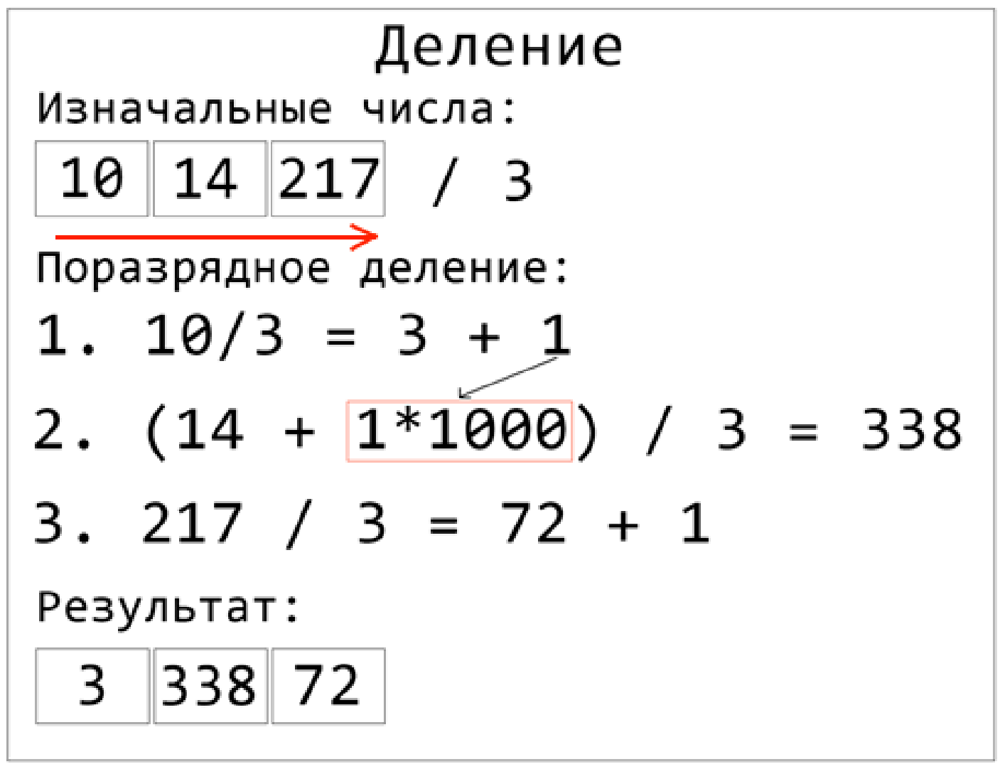 Деление
Изначальные числа:
10 14 217 / 3
Поразрядное деление:
1. 10/3 = 3 + 1
2. (14 + 1*1000) / 3 = 338
3. 217 / 3 = 72 + 1
Результат:
3 338 72